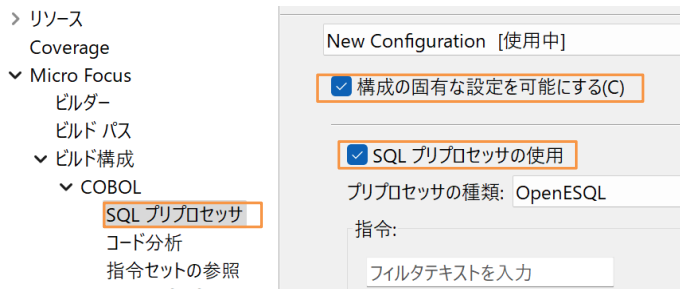 リソース
Coverage
Micro Focus
ビルダー
ビルド パス
ビルド構成
COBOL
SQL プリプロセッサ
コード分析
指令セットの参照
New Configuration [使用中]
構成の固有な設定を可能にする(C)
SQL プリプロセッサの使用
プリプロセッサの種類: OpenESQL
指令:
フィルタテキストを入力